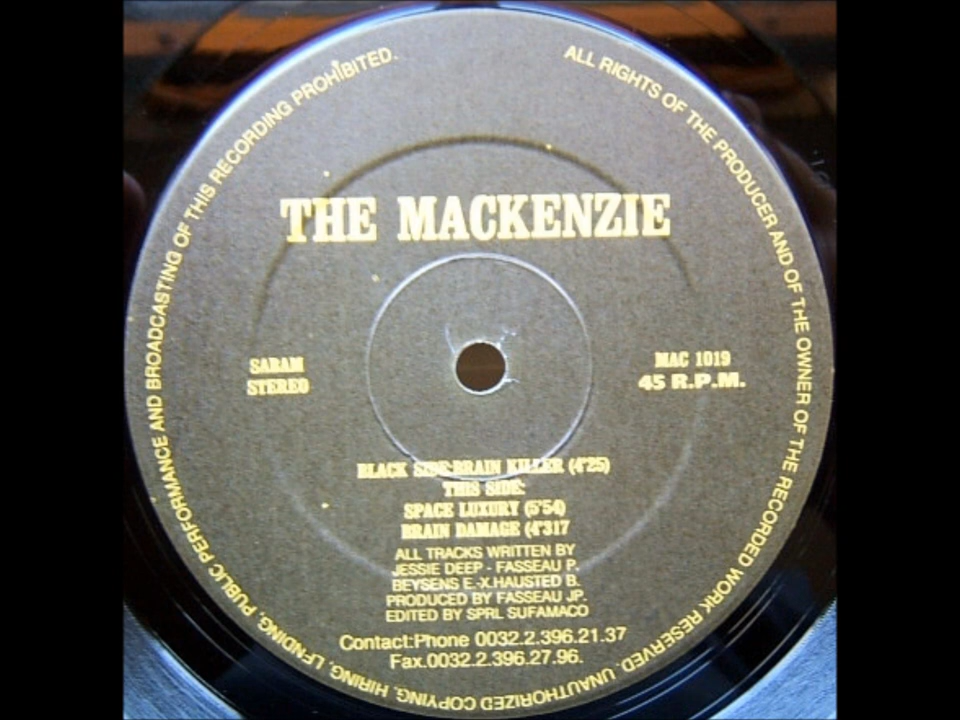 ALL RIGHTS OF THE PRODUCER AND OF THE OWNER OF THE RECORDED WORK RESERVED. UNAUTHORIZED COPYING, HIRING, LENDING, PUBLIC PERFORMANCE AND BROADCASTING OF THIS RECORDING PROHIBITED.
THE MACKENZIE
SABAM
STEREO
MAC 1019
45 R.P.M.
BLACK SIDE:BRAIN KILLER (4'25)
THIS SIDE:
SPACE LUXURY (5'54)
BRAIN DAMAGE (4'317
ALL TRACKS WRITTEN BY
JESSIE DEEP - FASSEAU P.
BEYSENS E.-X.HAUSTED B.
PRODUCED BY FASSEAU JP.
EDITED BY SPRL SUFAMACO
Contact:Phone 0032.2.396.21.37
Fax.0032.2.396.27.96.